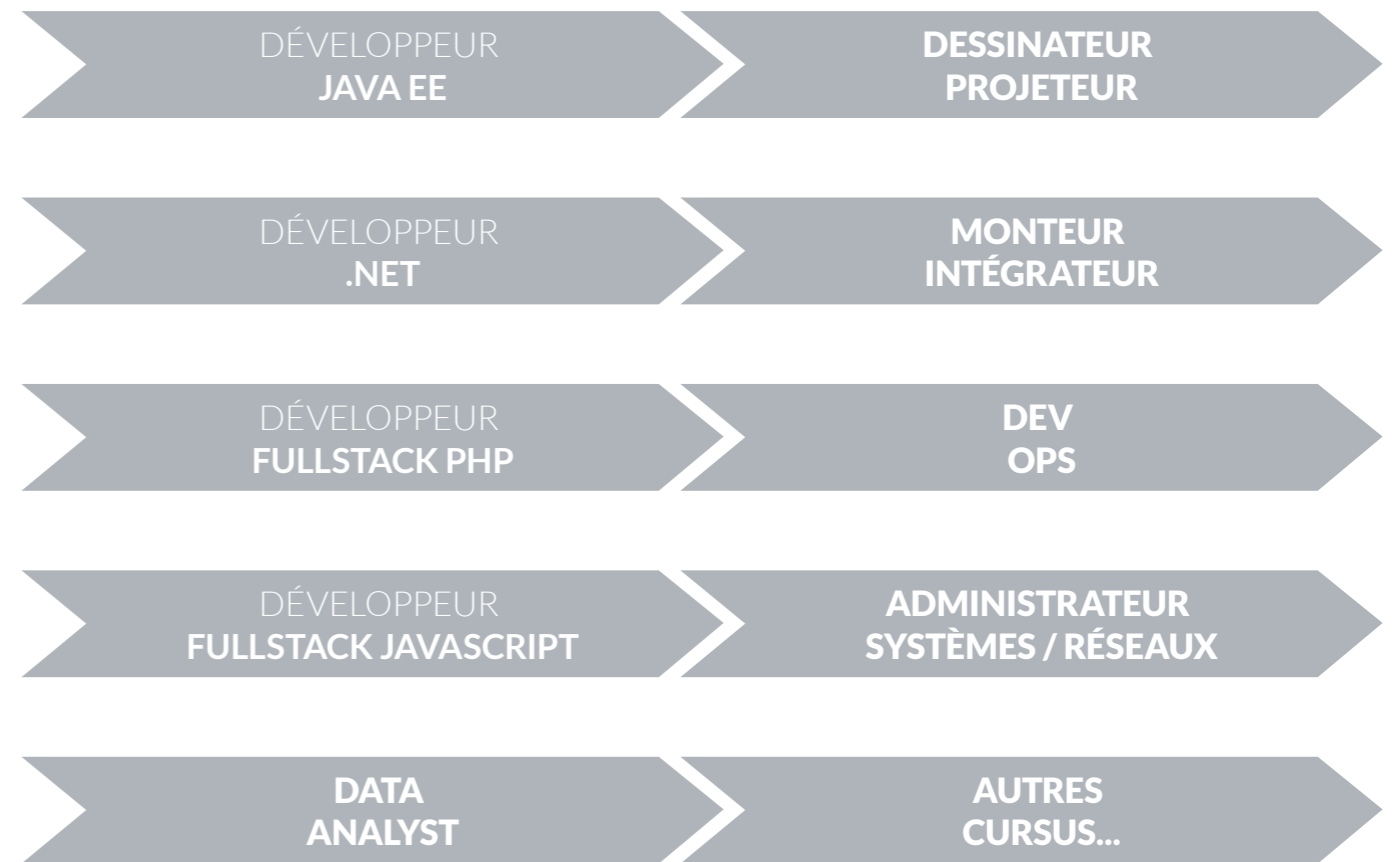 DÉVELOPPEUR
JAVA EE
DESSINATEUR
PROJETEUR
DÉVELOPPEUR
.NET
MONTEUR
INTÉGRATEUR
DÉVELOPPEUR
FULLSTACK PHP
DEV
OPS
DÉVELOPPEUR
FULLSTACK JAVASCRIPT
ADMINISTRATEUR
SYSTÈMES / RÉSEAUX
DATA
ANALYST
AUTRES
CURSUS...